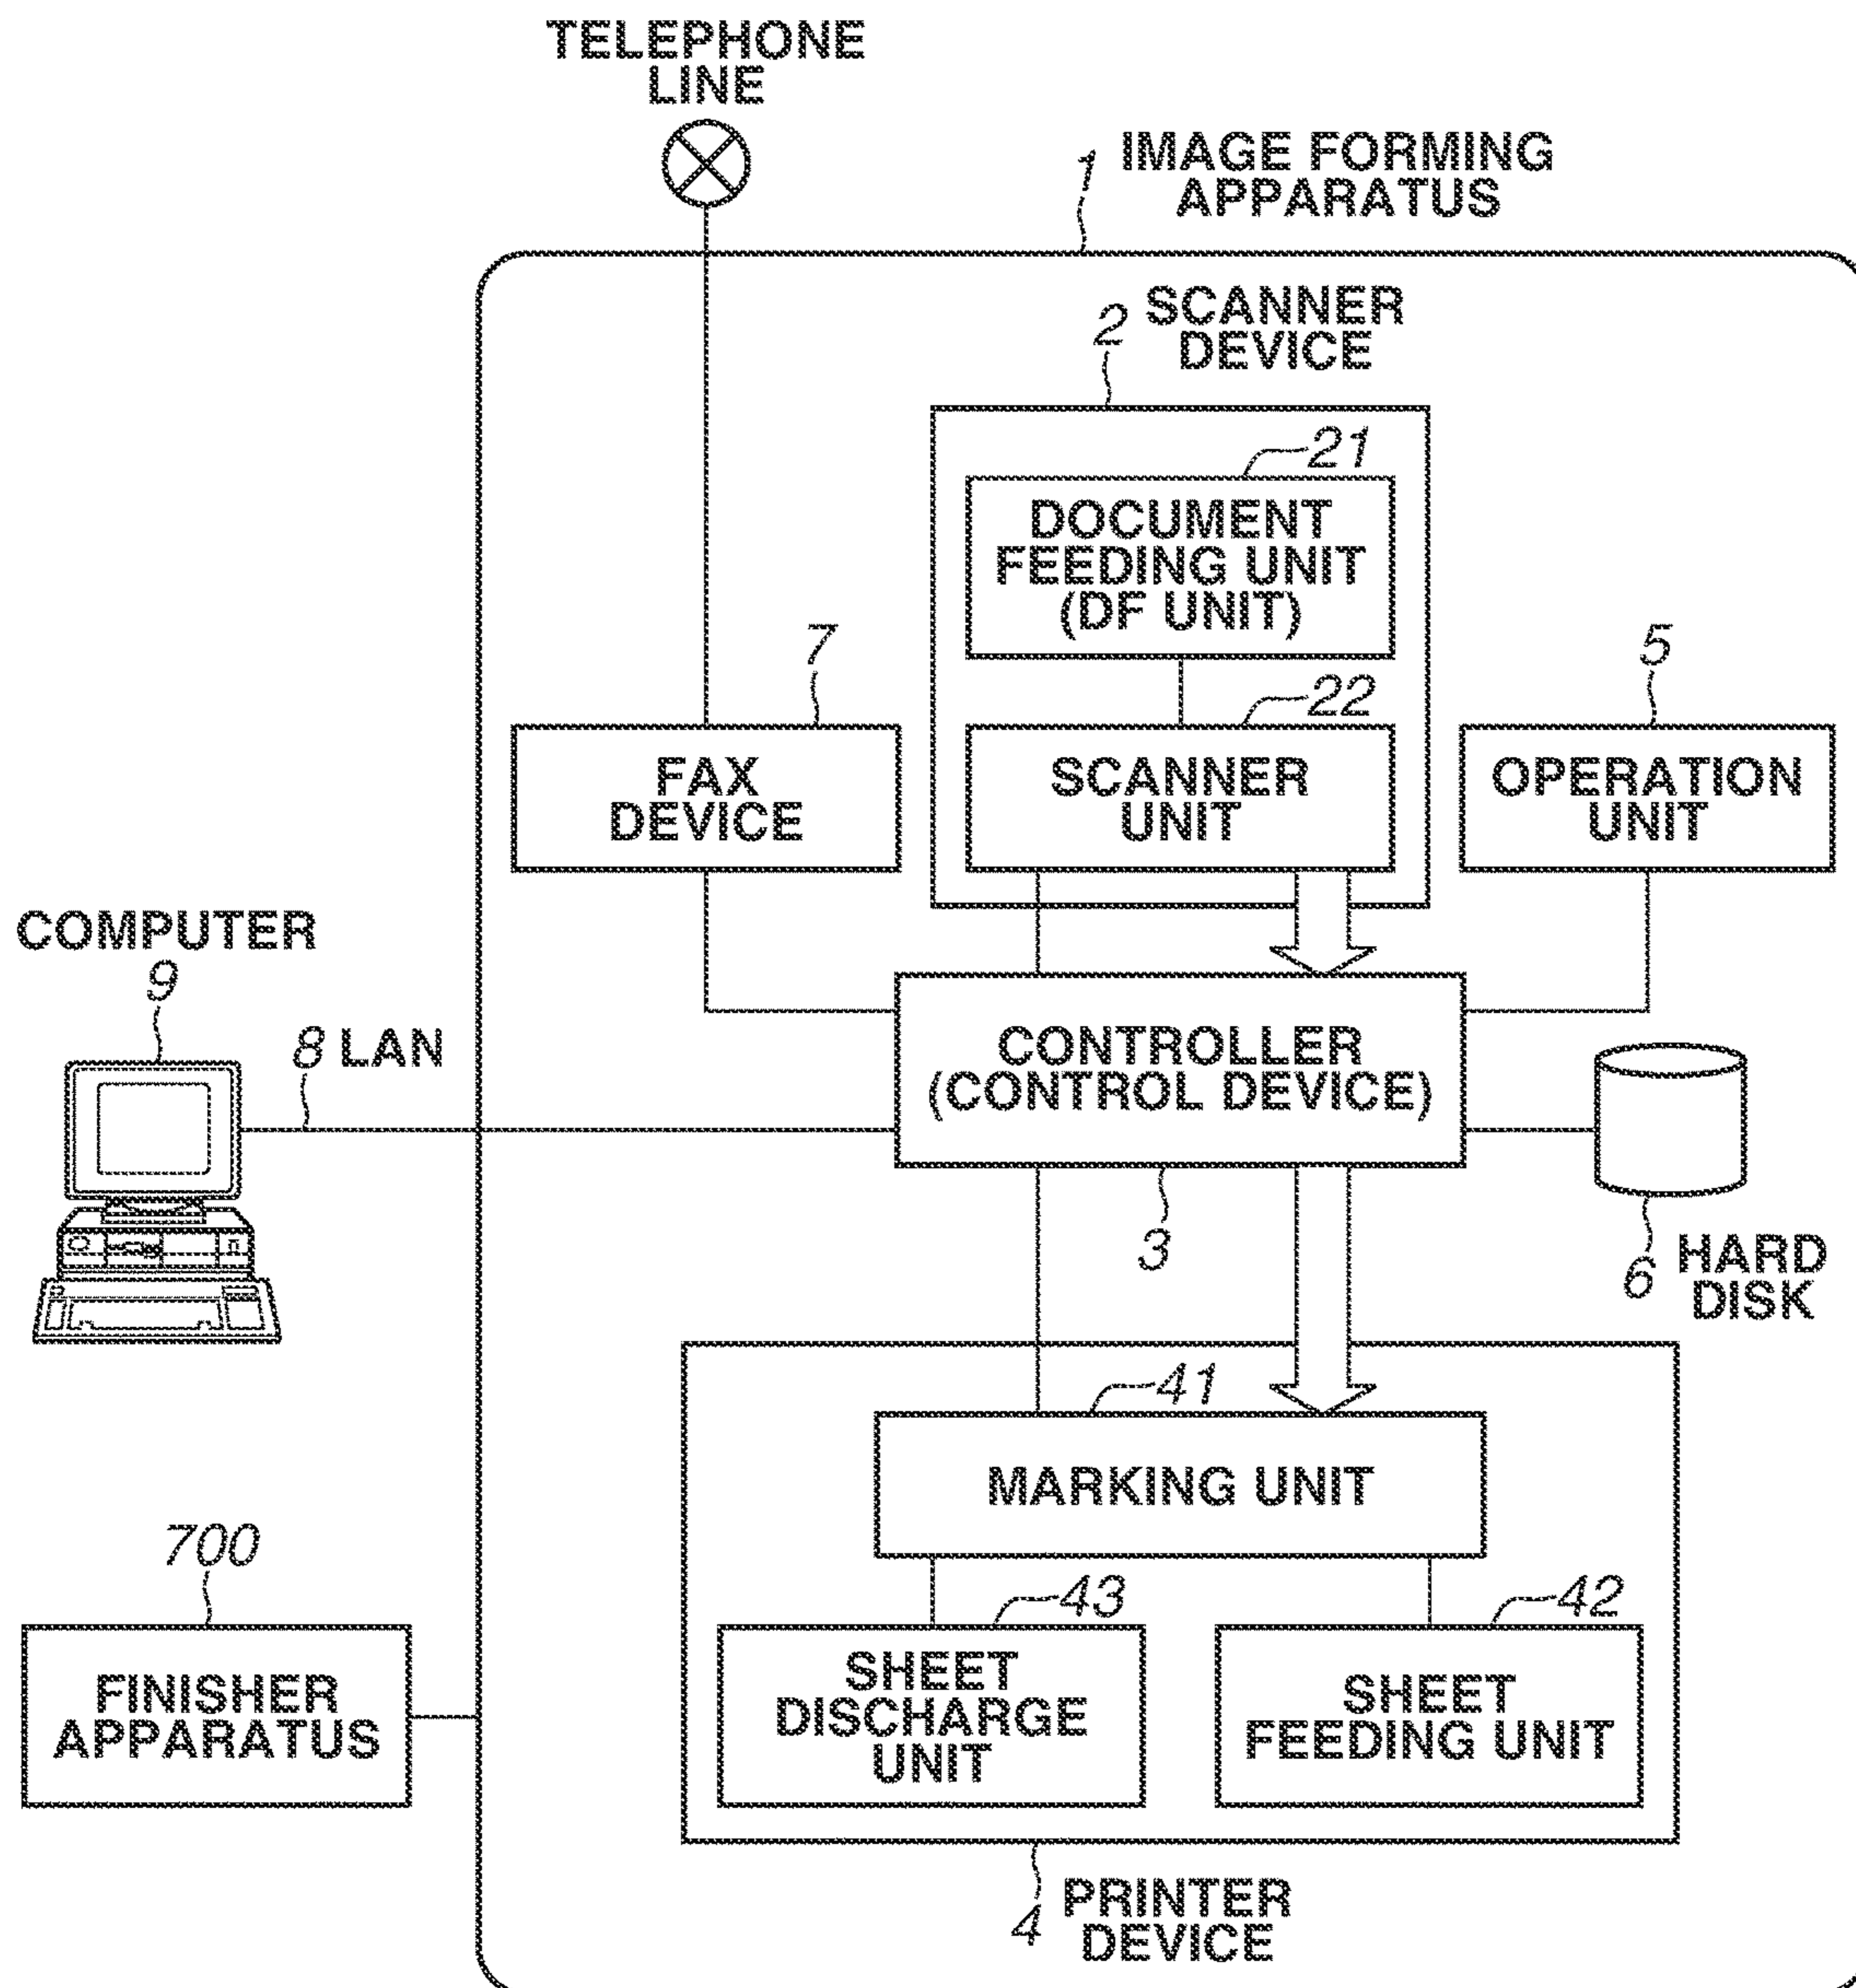 TELEPHONE
LINE
1 IMAGE FORMING
APPARATUS
2 SCANNER
DEVICE
21
DOCUMENT
FEEDING UNIT
(DF UNIT)
7
5
22
FAX
DEVICE
SCANNER
UNIT
OPERATION
UNIT
COMPUTER
9
8 LAN
CONTROLLER
(CONTROL DEVICE)
3
6 HARD
DISK
41
MARKING UNIT
700
43
42
FINISHER
APPARATUS
SHEET
DISCHARGE
UNIT
SHEET
FEEDING UNIT
4 PRINTER
DEVICE